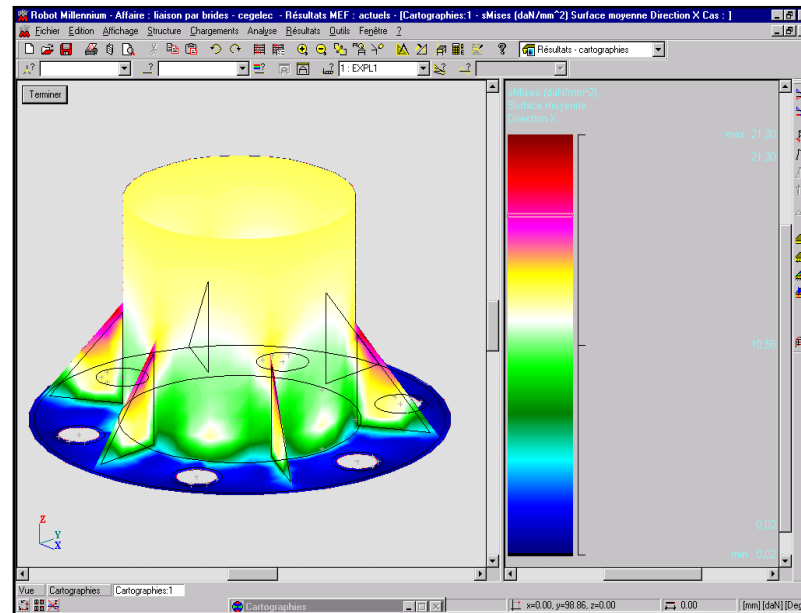 Robot Millennium - Affaire : liaison par brides - cegelec - Résultats MEF : actuels - [Cartographies:1 - sMises (daN/mm^2) Surface moyenne Direction X Cas : ]
Fichier Edition Affichage Structure Chargements Analyse Résultats Outils Fenêtre ?
Résultats - cartographies
1 : EXPL1
Terminer
sMises (daN/mm^2)
Surface moyenne
Direction X
max : 21,30
21,30
10,66
0,02
min : 0,02
Z
Y
X
Vue Cartographies Cartographies:1
Cartographies
x=0.00, y=98.86, z=0.00
0.00
[mm] [daN] [De